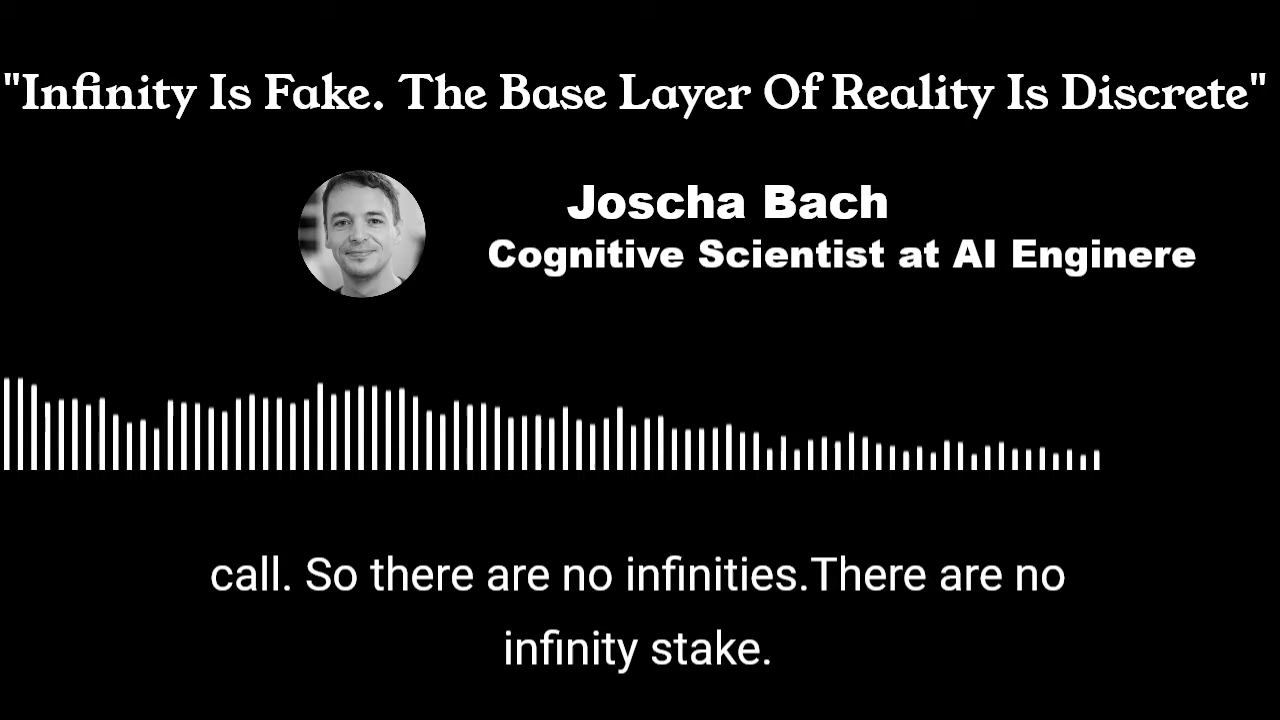 "Infinity Is Fake. The Base Layer Of Reality Is Discrete"
Joscha Bach
Cognitive Scientist at AI Enginere
call. So there are no infinities.There are no
infinity stake.